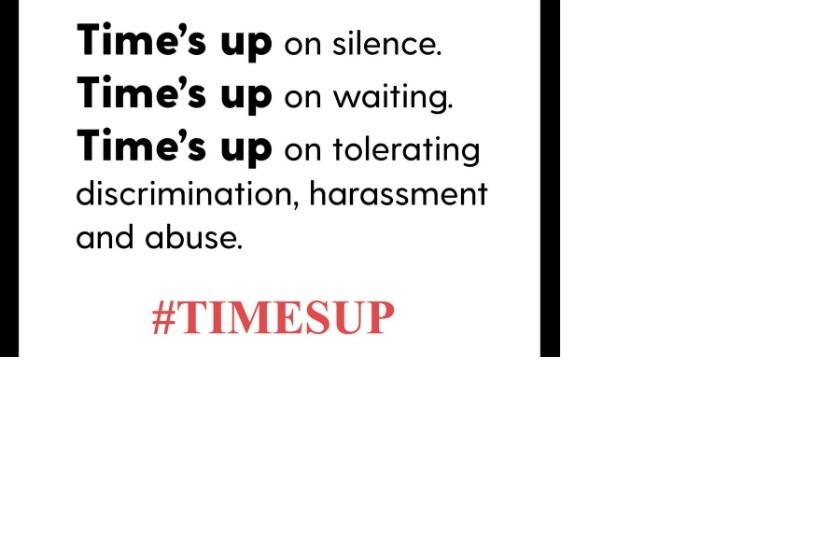 Time’s up on silence.
Time’s up on waiting.
Time’s up on tolerating
discrimination, harassment
and abuse.
#TIMESUP